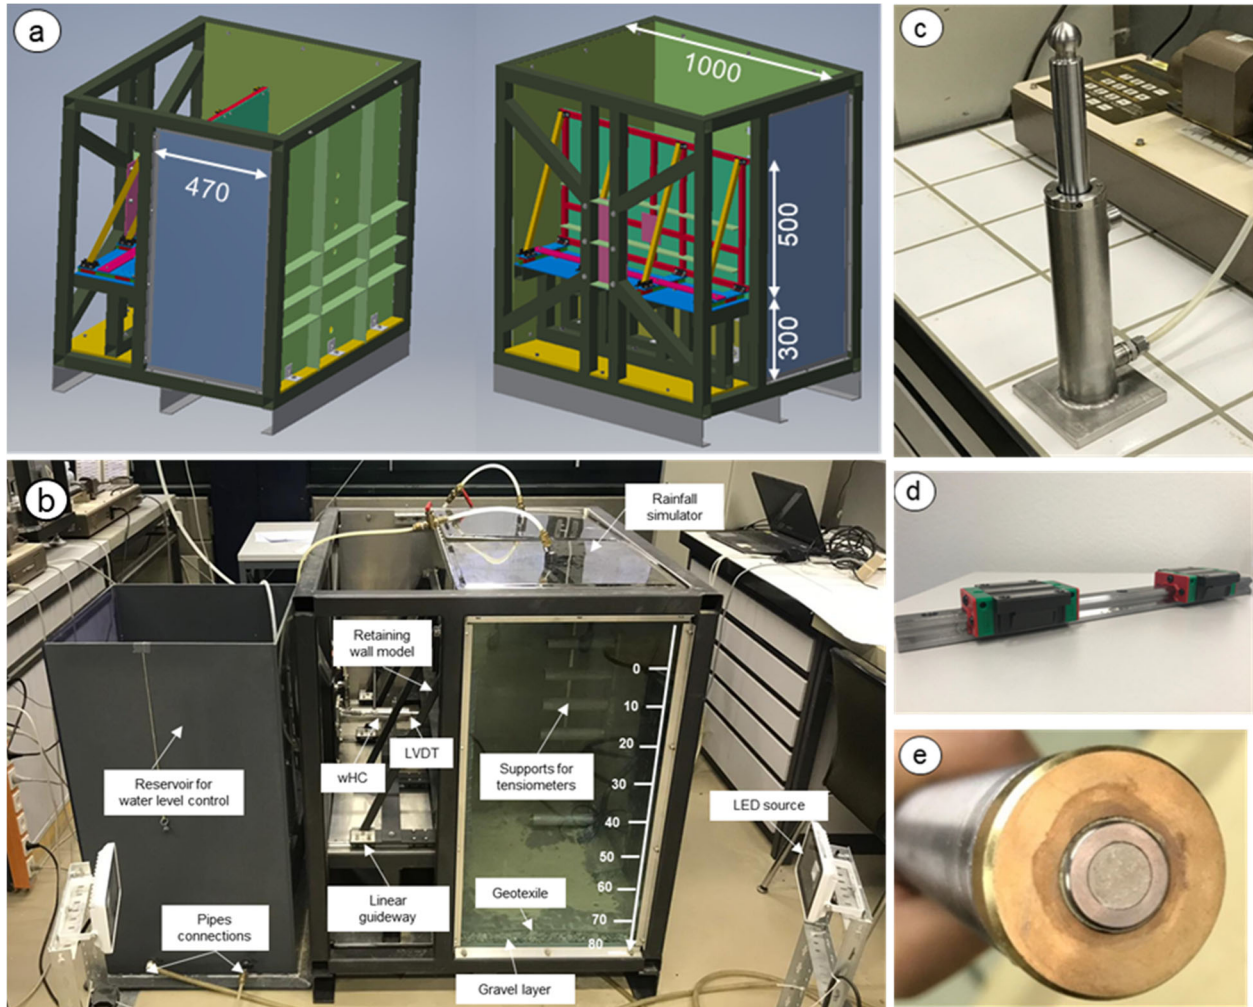 a
470
1000
500
300
b
Rainfall
simulator
Retaining
wall model
wHC
LVDT
Reservoir for
water level control
Supports for
tensiometers
LED source
Linear
guideway
Geotexile
Pipes
connections
Gravel layer
0
10
20
30
40
50
60
70
80
c
d
e